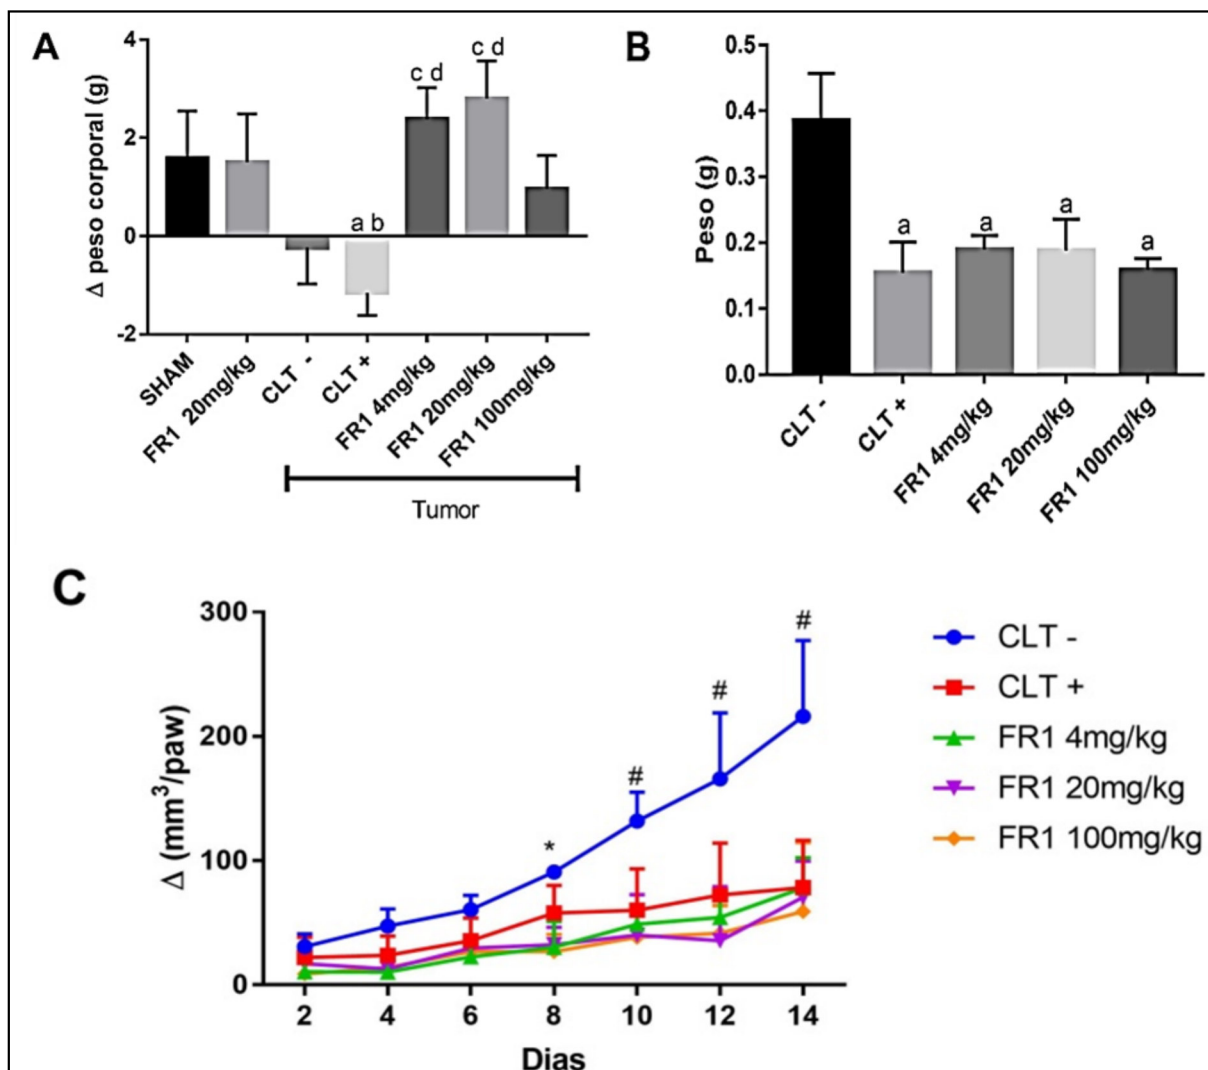 A
Δ peso corporal (g)
4
2
0
-2
c d
c d
a b
SHAM
FR1 20mg/kg
CLT -
CLT +
FR1 4mg/kg
FR1 20mg/kg
FR1 100mg/kg
Tumor
B
Peso (g)
0.5
0.4
0.3
0.2
0.1
0.0
a
a
a
a
CLT -
CLT +
FR1 4mg/kg
FR1 20mg/kg
FR1 100mg/kg
C
Δ (mm³/paw)
300
200
100
0
*
#
#
#
2
4
6
8
10
12
14
Dias
CLT -
CLT +
FR1 4mg/kg
FR1 20mg/kg
FR1 100mg/kg